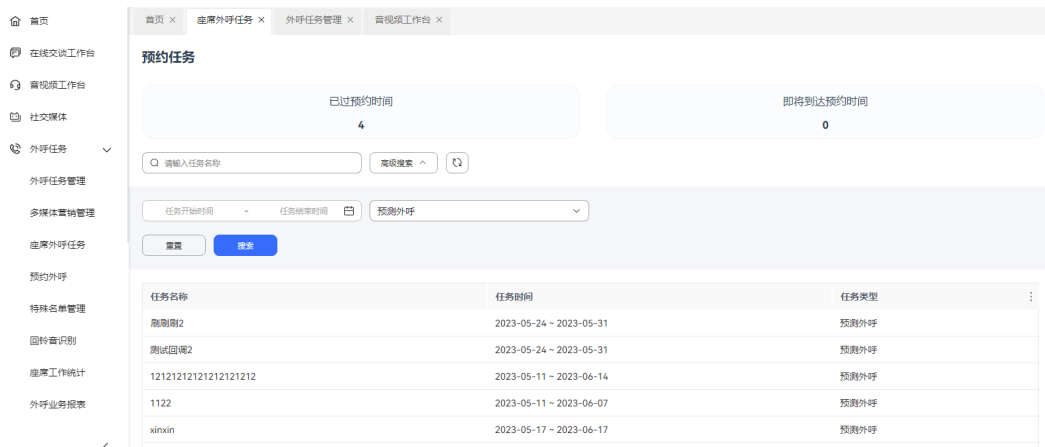 首页
在线交谈工作台
音视频工作台
社交媒体
外呼任务
外呼任务管理
多媒体营销管理
座席外呼任务
预约外呼
特殊名单管理
回铃音识别
座席工作统计
外呼业务报表
首页 × 座席外呼任务 × 外呼任务管理 × 音视频工作台 ×
预约任务
已过预约时间 即将到达预约时间
4 0
请输入任务名称 高级搜索
任务开始时间 - 任务结束时间 预测外呼
重置 搜索
任务名称 任务时间 任务类型
刷刷刷2 2023-05-24 ~ 2023-05-31 预测外呼
测试回调2 2023-05-24 ~ 2023-05-31 预测外呼
12121212121212121212 2023-05-11 ~ 2023-06-14 预测外呼
1122 2023-05-11 ~ 2023-06-07 预测外呼
xinxin 2023-05-17 ~ 2023-06-17 预测外呼